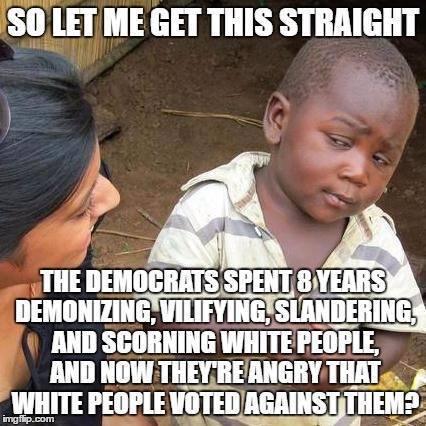 SO LET ME GET THIS STRAIGHT
THE DEMOCRATS SPENT 8 YEARS
DEMONIZING, VILIFYING, SLANDERING,
AND SCORNING WHITE PEOPLE,
AND NOW THEY'RE ANGRY THAT
WHITE PEOPLE VOTED AGAINST THEM?
imgflip.com